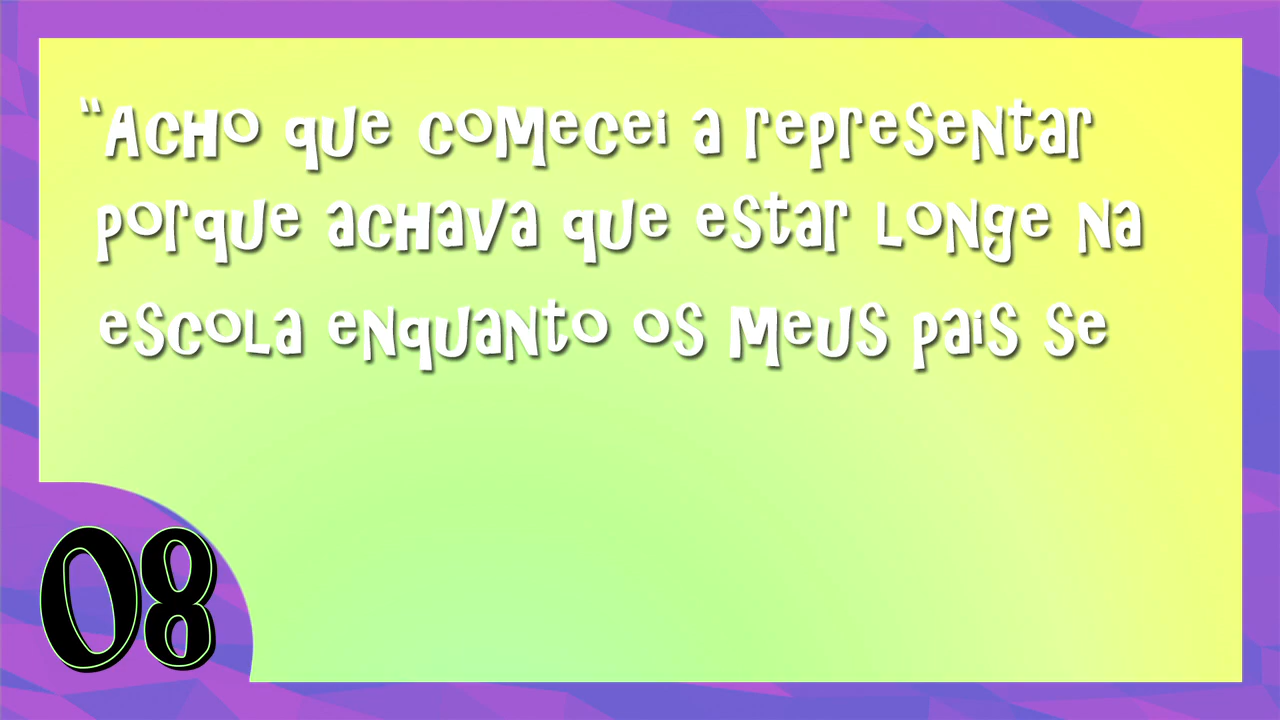 “Acho que comecei a representar
porque achava que estar longe na
escola enquanto os meus pais se
08